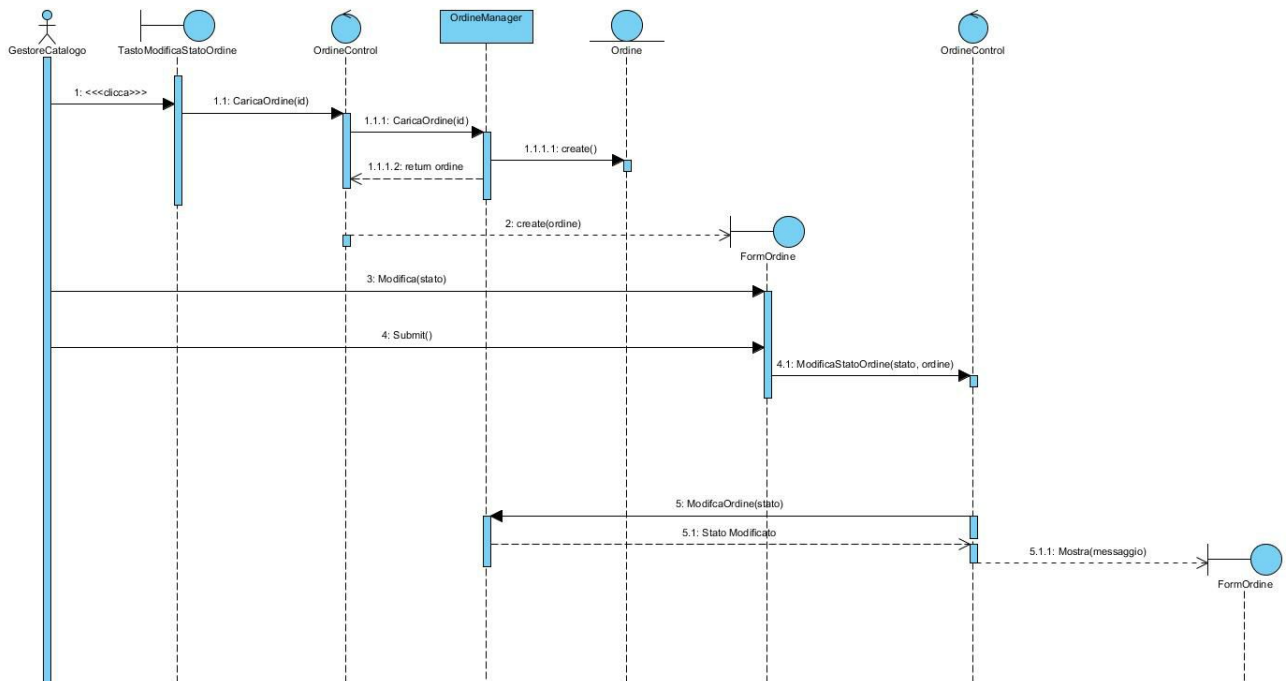 OrdineManager
GestoreCatalogo
TastoModificaStatoOrdine
OrdineControl
Ordine
OrdineControl
1: <<<clicca>>>
1.1: CaricaOrdine(id)
1.1.1: CaricaOrdine(id)
1.1.1.1: create()
1.1.1.2: return ordine
2: create(ordine)
FormOrdine
3: Modifica(stato)
4: Submit()
4.1: ModificaStatoOrdine(stato, ordine)
5: ModifcaOrdine(stato)
5.1: Stato Modificato
5.1.1: Mostra(messaggio)
FormOrdine